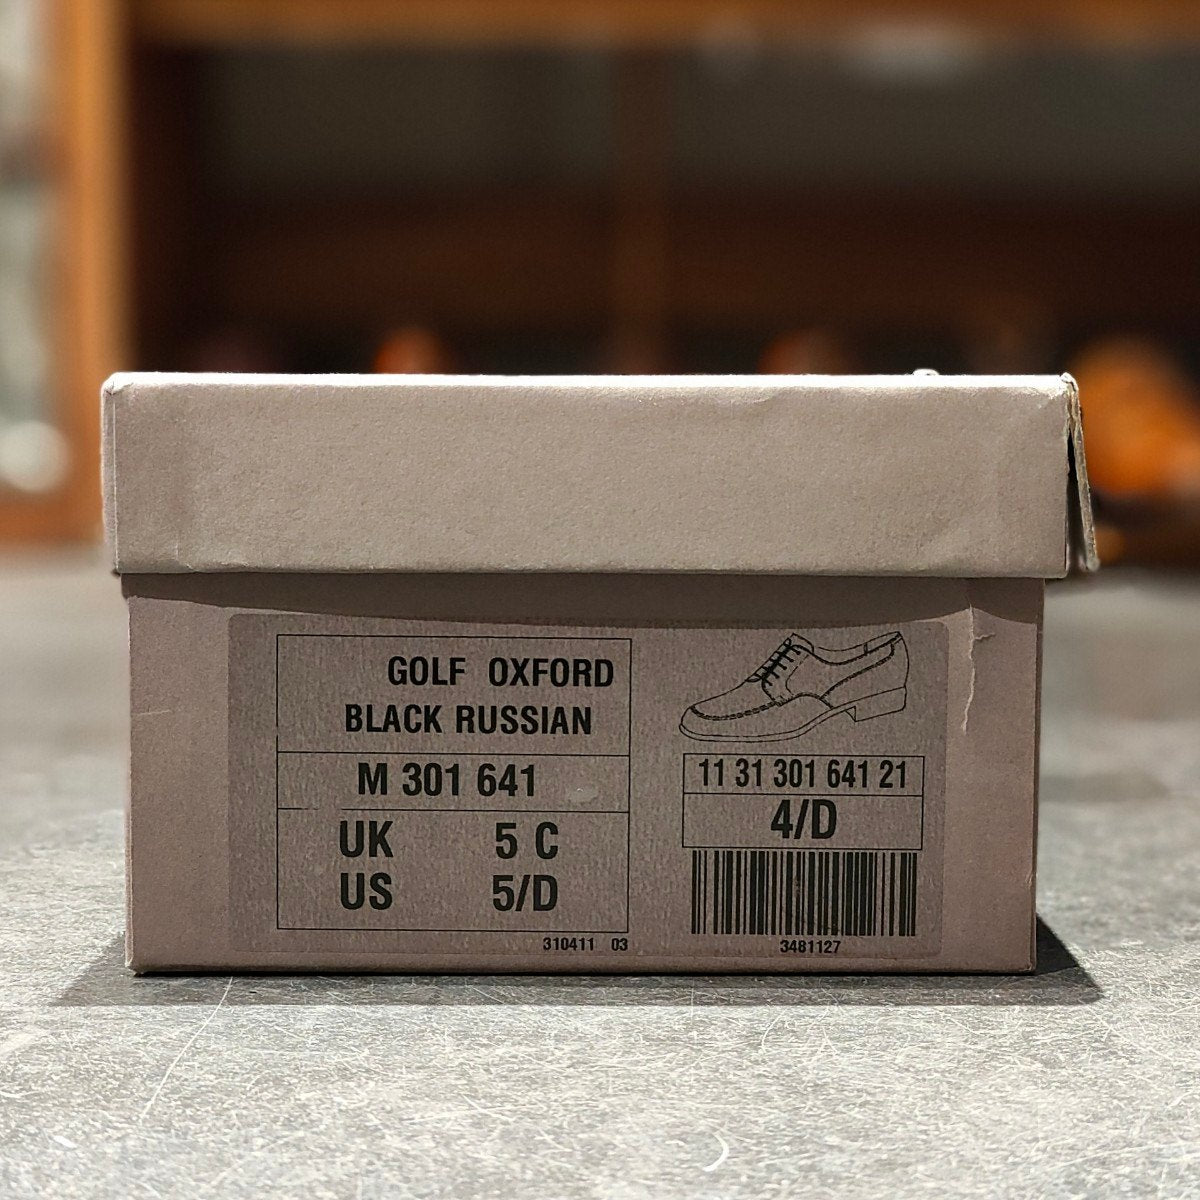 GOLF OXFORD
BLACK RUSSIAN
M 301 641
UK 5 C
US 5/D
310411 03
11 31 301 641 21
4/D
3481127